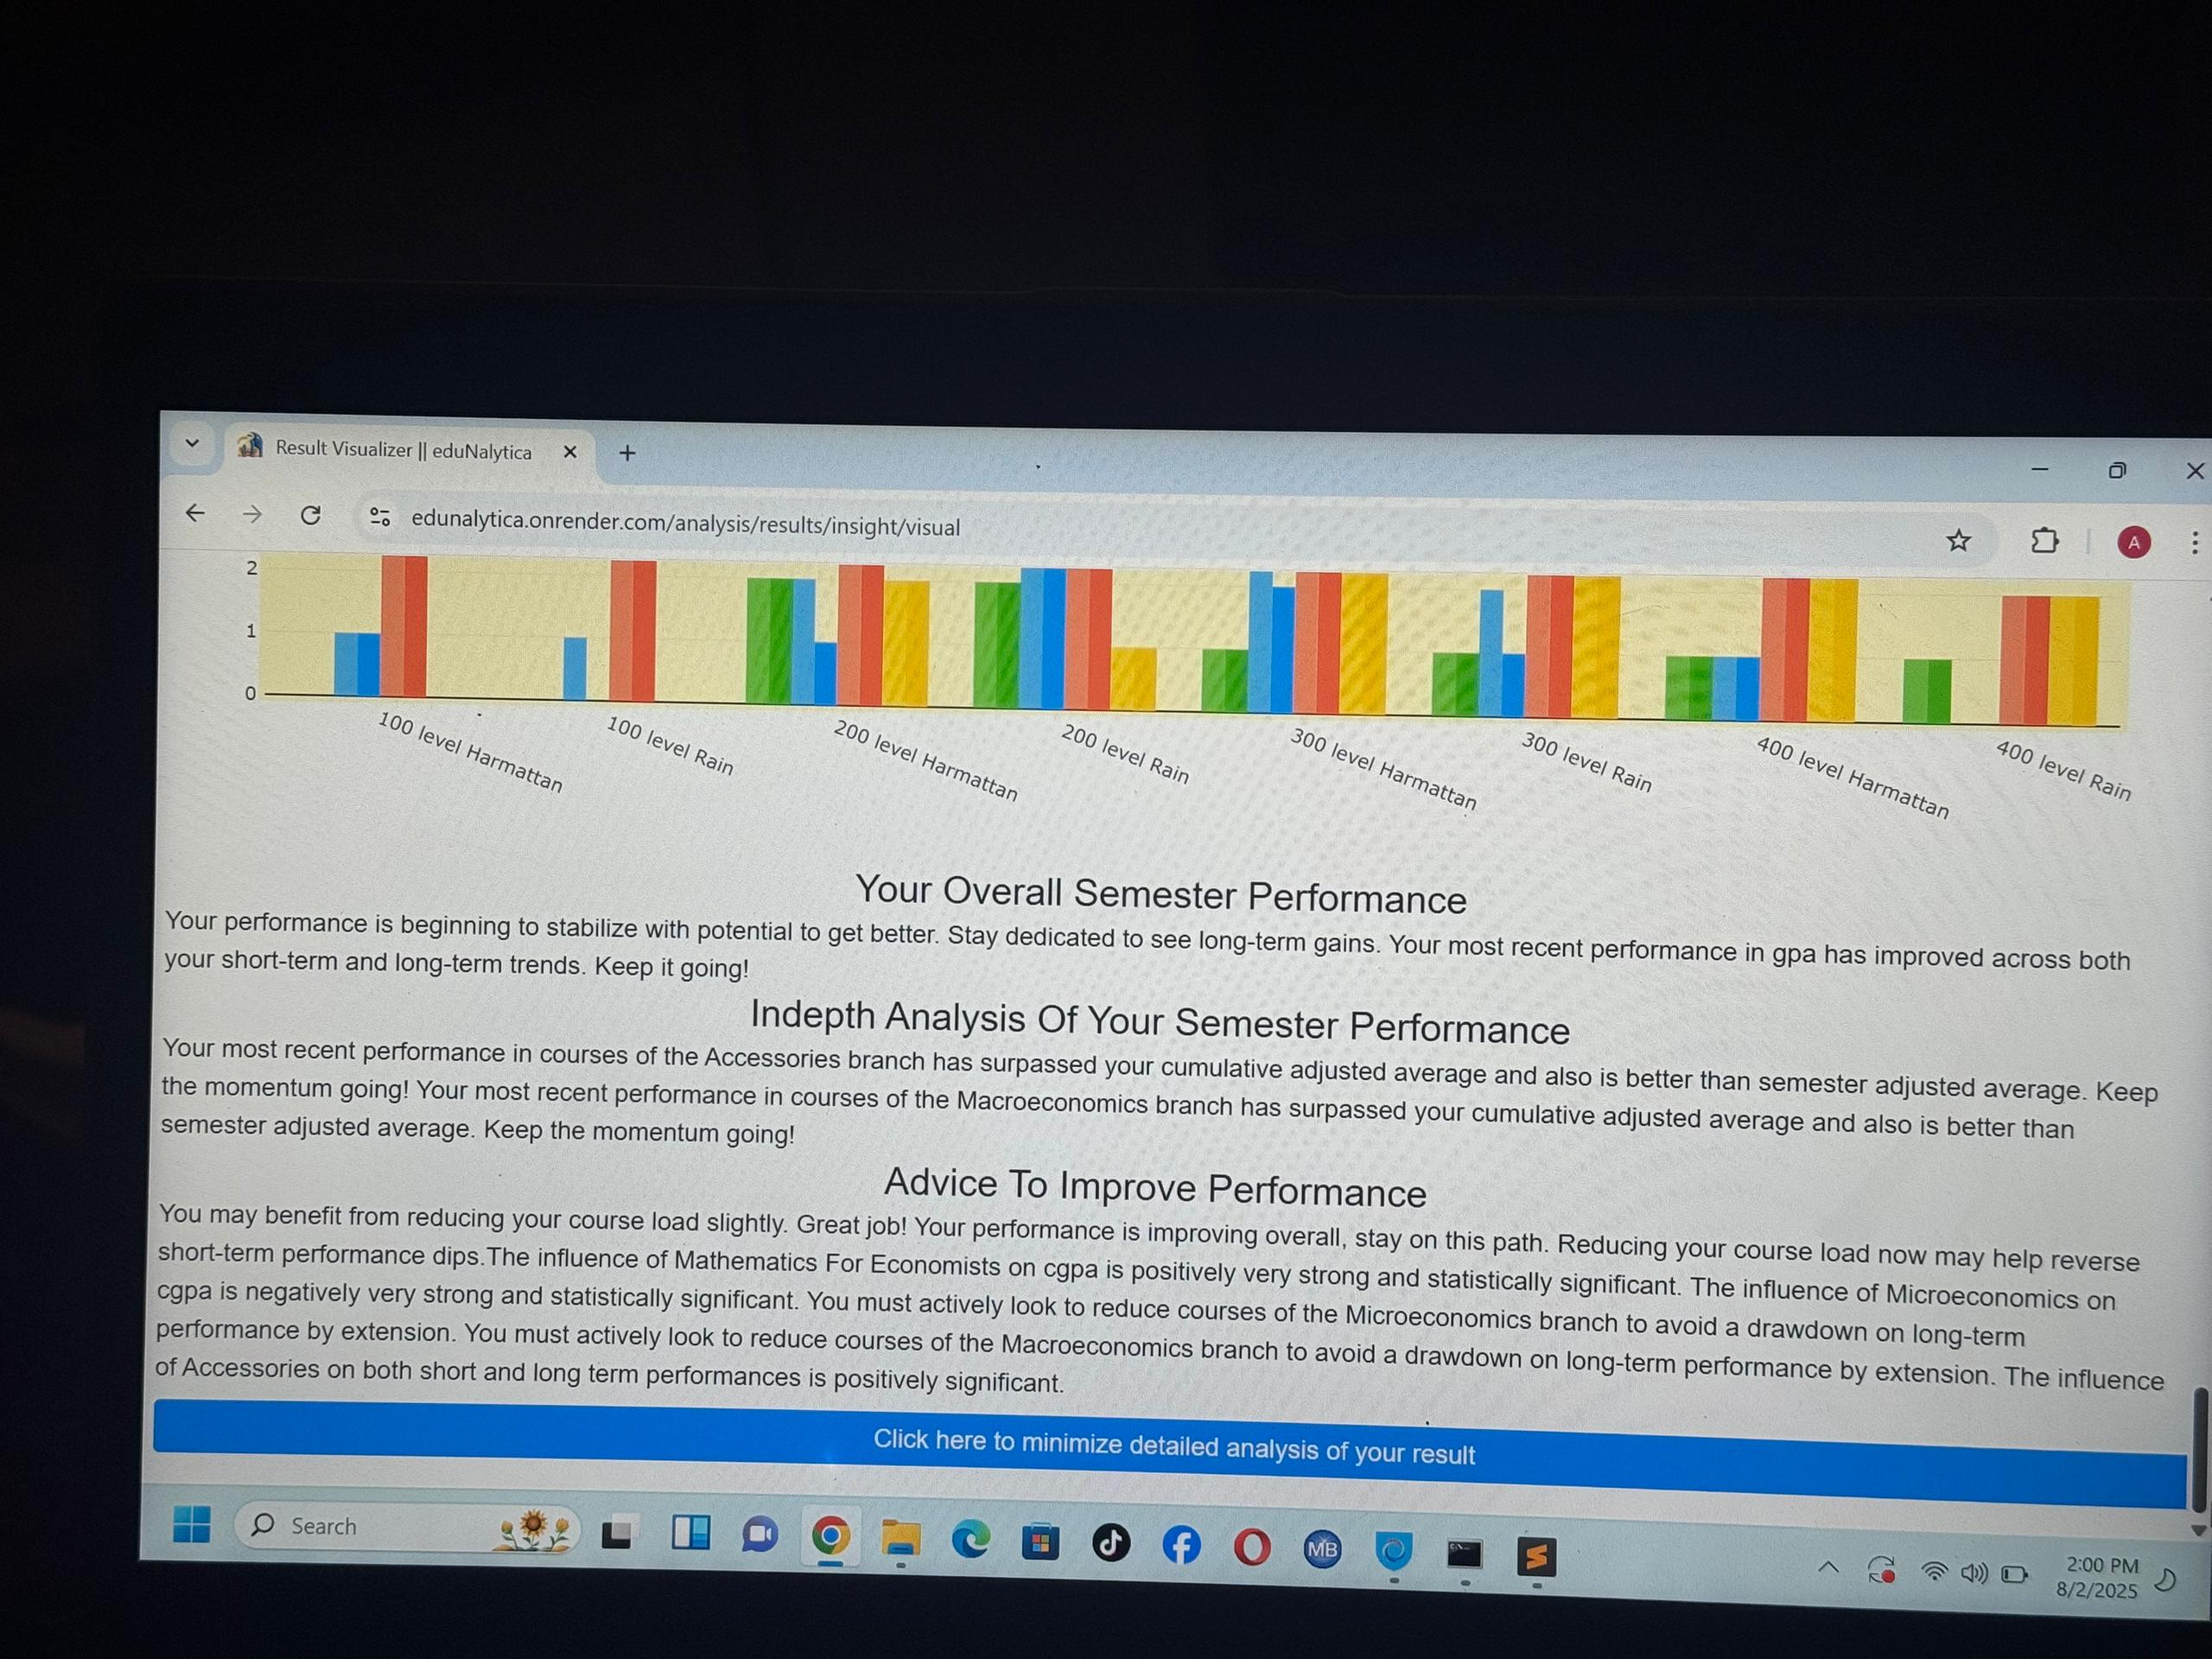 Result Visualizer || eduNalytica
edunalytica.onrender.com/analysis/results/insight/visual
A
2
1
0
100 level Harmattan
100 level Rain
200 level Harmattan
200 level Rain
300 level Harmattan
300 level Rain
400 level Harmattan
400 level Rain
Your Overall Semester Performance
Your performance is beginning to stabilize with potential to get better. Stay dedicated to see long-term gains. Your most recent performance in gpa has improved across both
your short-term and long-term trends. Keep it going!
Indepth Analysis Of Your Semester Performance
Your most recent performance in courses of the Accessories branch has surpassed your cumulative adjusted average and also is better than semester adjusted average. Keep
the momentum going! Your most recent performance in courses of the Macroeconomics branch has surpassed your cumulative adjusted average and also is better than
semester adjusted average. Keep the momentum going!
Advice To Improve Performance
You may benefit from reducing your course load slightly. Great job! Your performance is improving overall, stay on this path. Reducing your course load now may help reverse
short-term performance dips.The influence of Mathematics For Economists on cgpa is positively very strong and statistically significant. The influence of Microeconomics on
cgpa is negatively very strong and statistically significant. You must actively look to reduce courses of the Microeconomics branch to avoid a drawdown on long-term
performance by extension. You must actively look to reduce courses of the Macroeconomics branch to avoid a drawdown on long-term performance by extension. The influence
of Accessories on both short and long term performances is positively significant.
Click here to minimize detailed analysis of your result
Search
MB
2:00 PM
8/2/2025